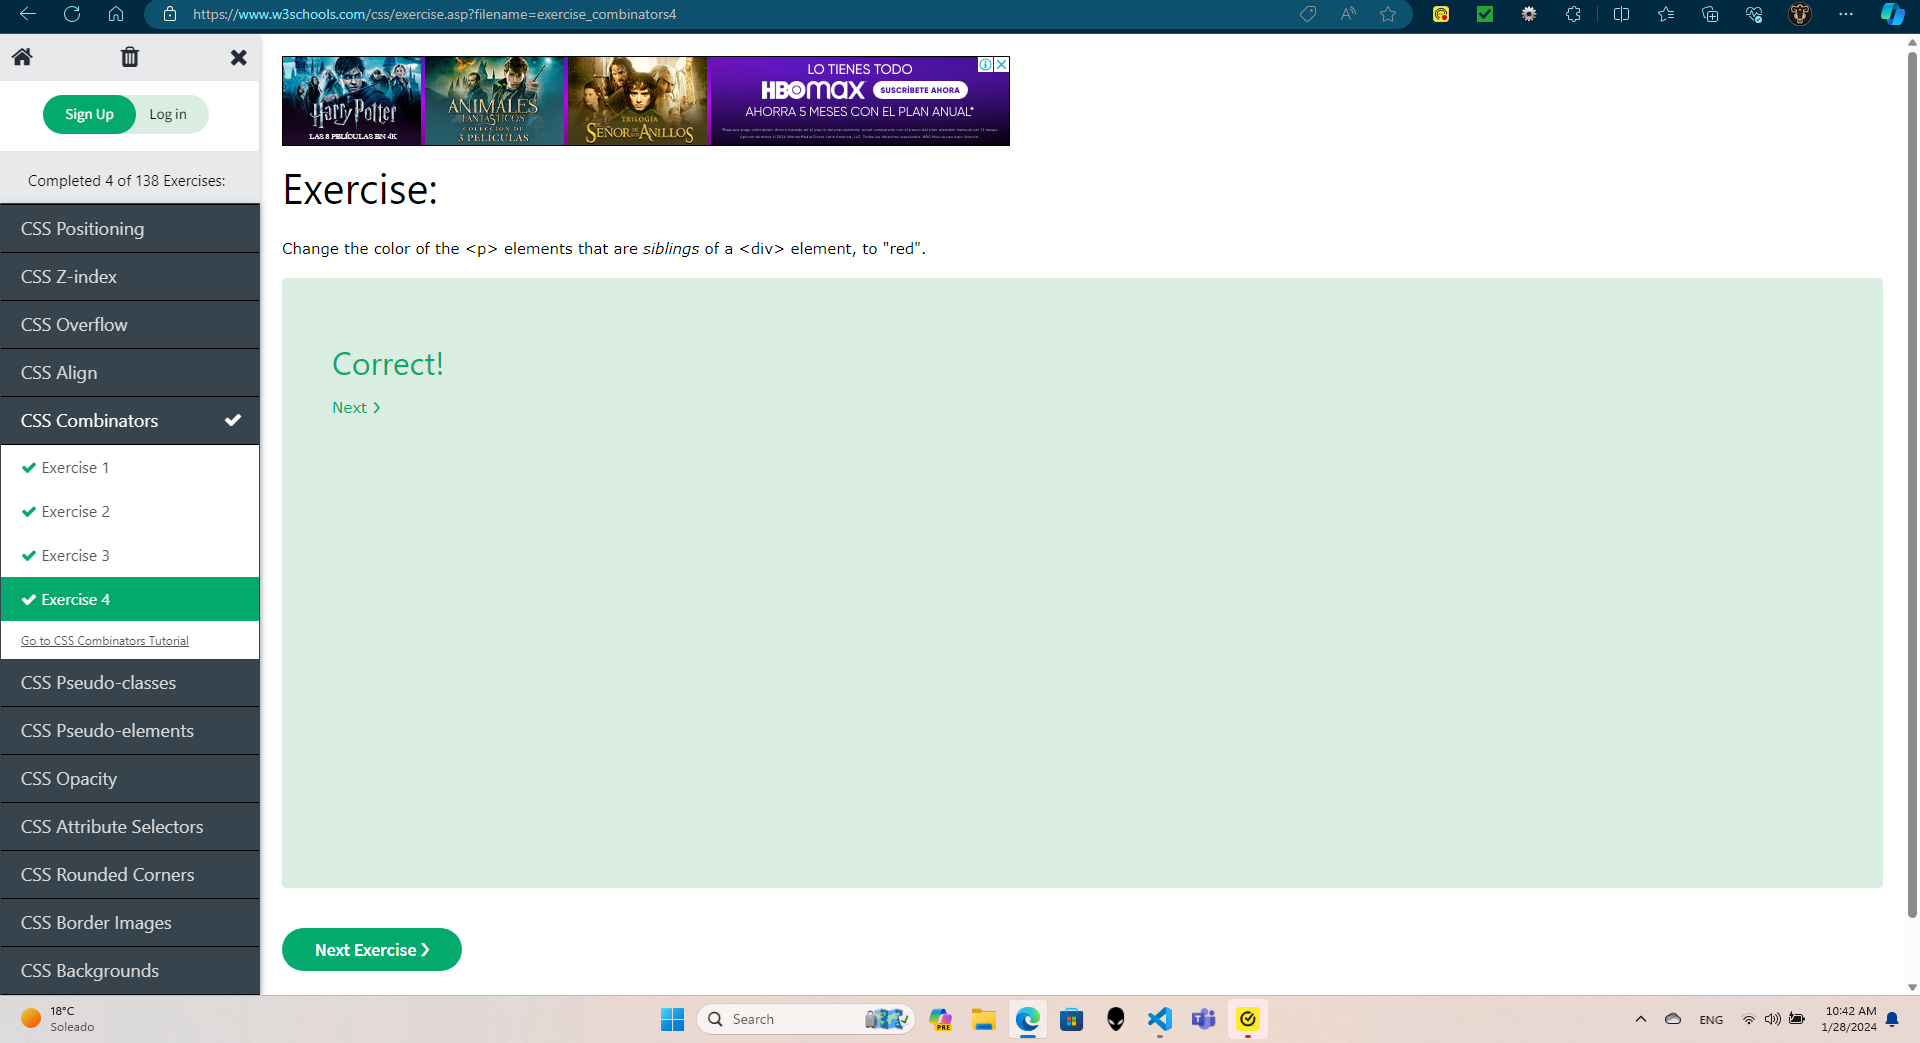 https://www.w3schools.com/css/exercise.asp?filename=exercise_combinators4
Sign Up
Log in
Completed 4 of 138 Exercises:
CSS Positioning
CSS Z-index
CSS Overflow
CSS Align
CSS Combinators
Exercise 1
Exercise 2
Exercise 3
Exercise 4
Go to CSS Combinators Tutorial
CSS Pseudo-classes
CSS Pseudo-elements
CSS Opacity
CSS Attribute Selectors
CSS Rounded Corners
CSS Border Images
CSS Backgrounds
Harry Potter
LAS 8 PELÍCULAS EN 4K
ANIMALES
FANTÁSTICOS
COLECCIÓN DE
3 PELÍCULAS
TRILOGÍA
EL SEÑOR DE LOS ANILLOS
LO TIENES TODO
HBOMAX
SUSCRÍBETE AHORA
AHORRA 5 MESES CON EL PLAN ANUAL*
Exercise:
Change the color of the <p> elements that are siblings of a <div> element, to "red".
Correct!
Next ❯
Next Exercise ❯
18°C
Soleado
Search
PRE
ENG
10:42 AM
1/28/2024